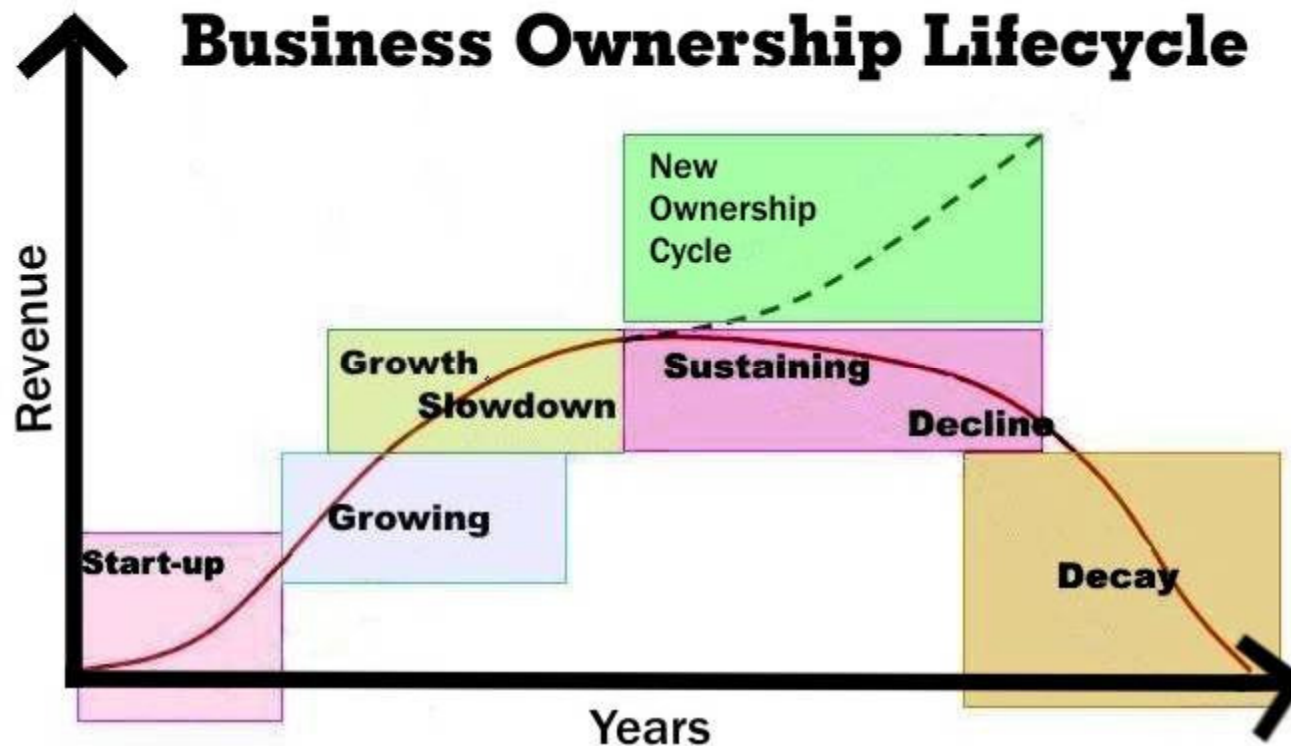 Business Ownership Lifecycle
Revenue
New
Ownership
Cycle
Growth
Slowdown
Sustaining
Decline
Growing
Start-up
Decay
Years